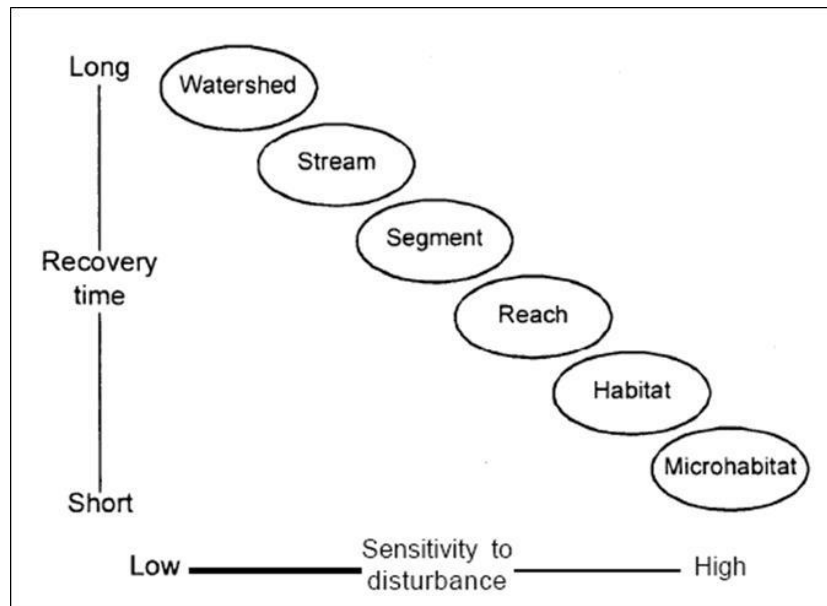 Long
Watershed
Stream
Segment
Recovery
time
Reach
Habitat
Microhabitat
Short
Low
Sensitivity to
disturbance
High